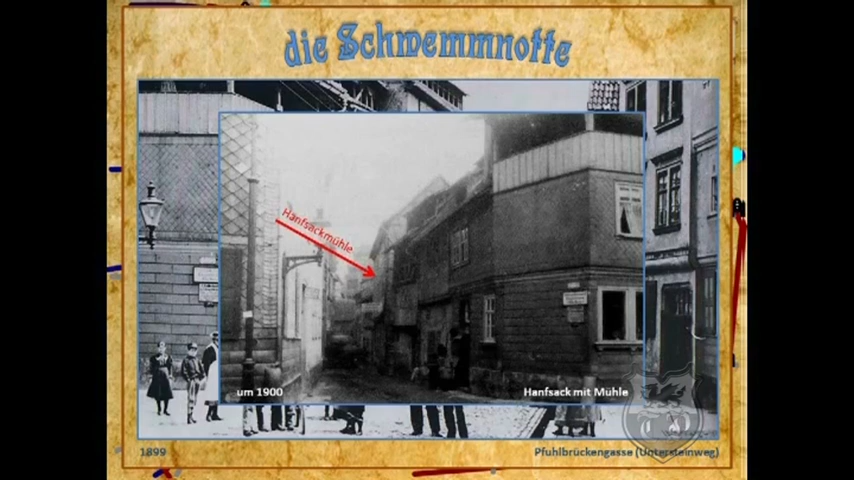 die Schwemmnotte
Hanfsackmühle
um 1900
Hanfsack mit Mühle
1899
Pfuhlbrückengasse (Untersteinweg)